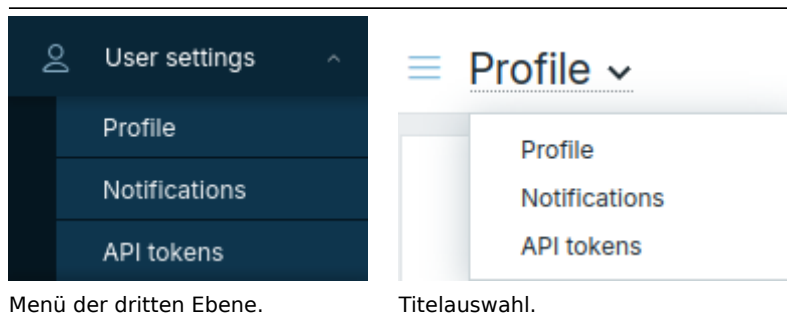 User settings
Profile
Notifications
API tokens
Menü der dritten Ebene.
Profile
Profile
Notifications
API tokens
Titelauswahl.